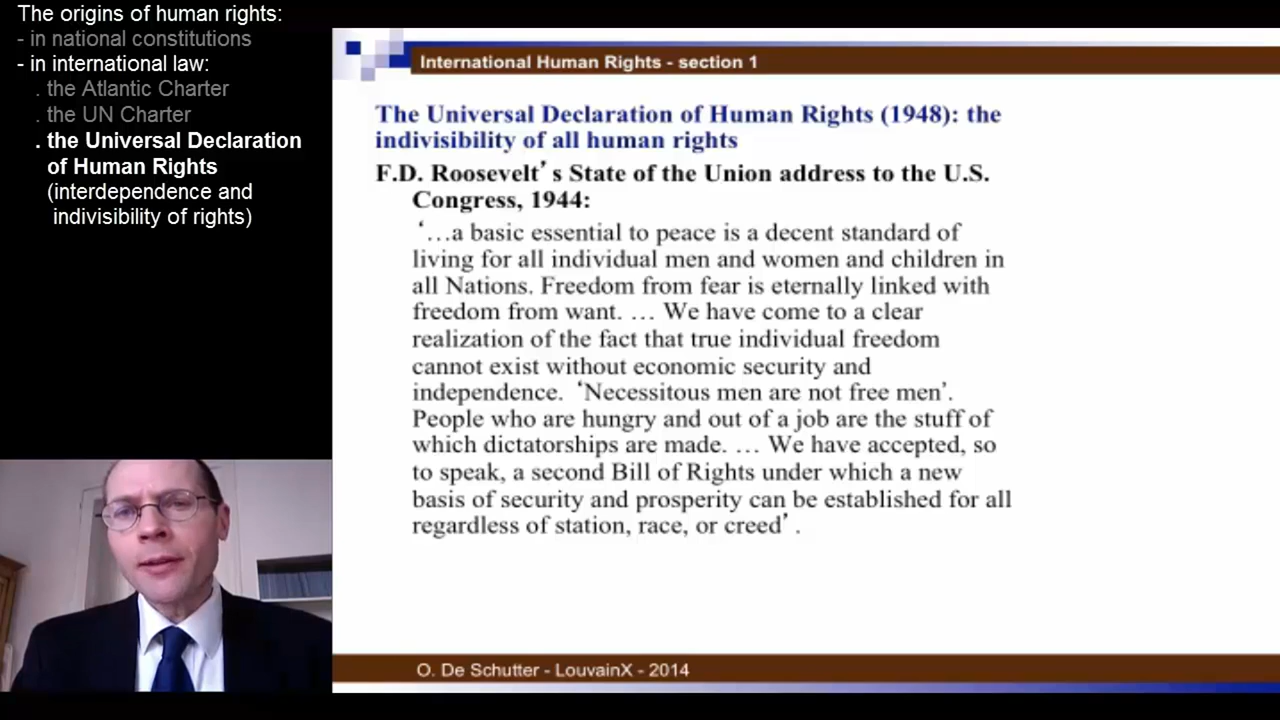 The origins of human rights:
- in national constitutions
- in international law:
. the Atlantic Charter
. the UN Charter
. the Universal Declaration
of Human Rights
(interdependence and
indivisibility of rights)
International Human Rights - section 1
The Universal Declaration of Human Rights (1948): the
indivisibility of all human rights
F.D. Roosevelt's State of the Union address to the U.S.
Congress, 1944:
‘…a basic essential to peace is a decent standard of
living for all individual men and women and children in
all Nations. Freedom from fear is eternally linked with
freedom from want. … We have come to a clear
realization of the fact that true individual freedom
cannot exist without economic security and
independence. ‘Necessitous men are not free men’.
People who are hungry and out of a job are the stuff of
which dictatorships are made. … We have accepted, so
to speak, a second Bill of Rights under which a new
basis of security and prosperity can be established for all
regardless of station, race, or creed’ .
O. De Schutter - LouvainX - 2014